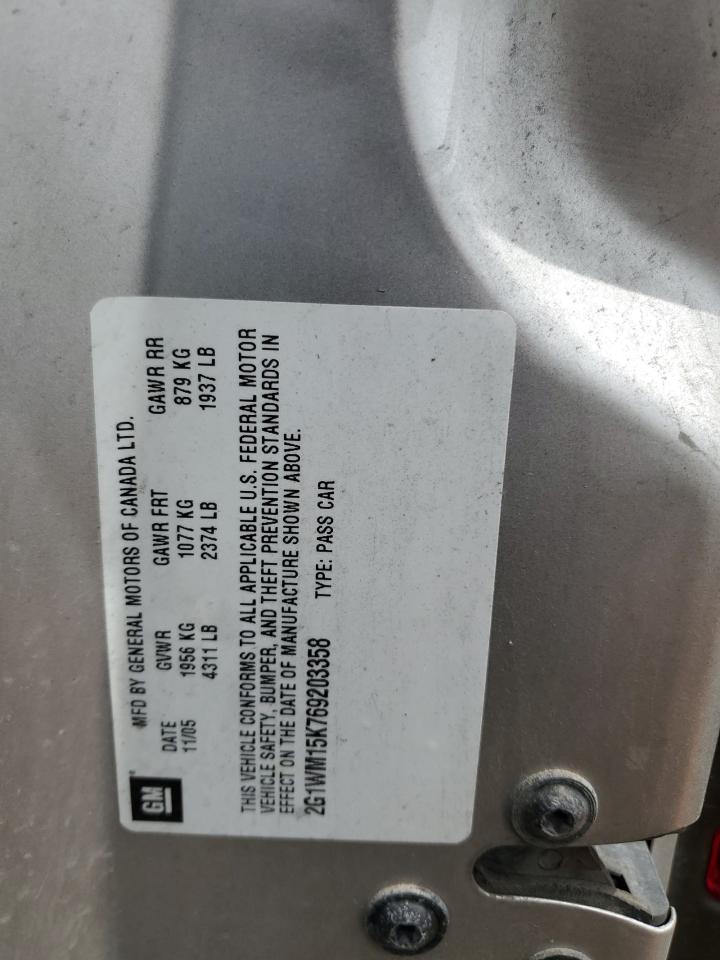 GM
MFD BY GENERAL MOTORS OF CANADA LTD.
DATE GVWR GAWR FRT GAWR RR
11/05 1956 KG 1077 KG 879 KG
4311 LB 2374 LB 1937 LB
THIS VEHICLE CONFORMS TO ALL APPLICABLE U.S. FEDERAL MOTOR
VEHICLE SAFETY, BUMPER, AND THEFT PREVENTION STANDARDS IN
EFFECT ON THE DATE OF MANUFACTURE SHOWN ABOVE.
2G1WM15K769203358 TYPE: PASS CAR